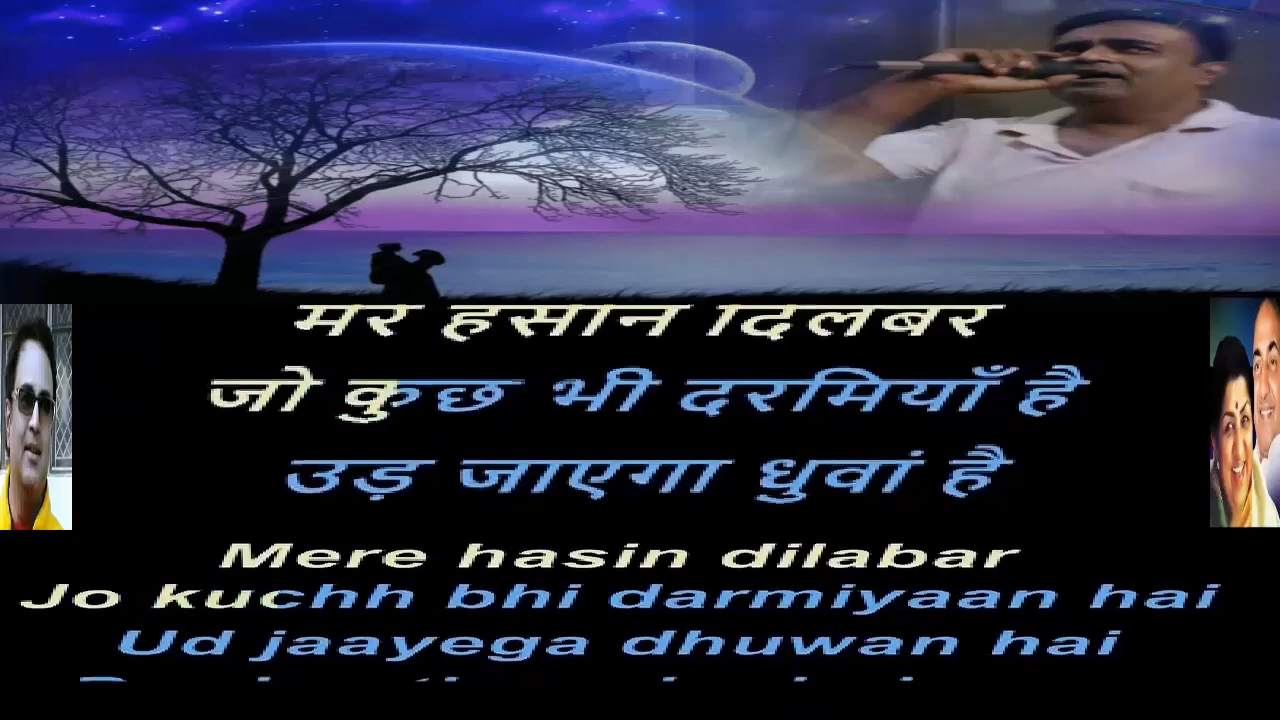 मेरे हसीन दिलबर
जो कुछ भी दरमियाँ है
उड़ जाएगा धुवां है
Mere hasin dilabar
Jo kuchh bhi darmiyaan hai
Ud jaayega dhuwan hai